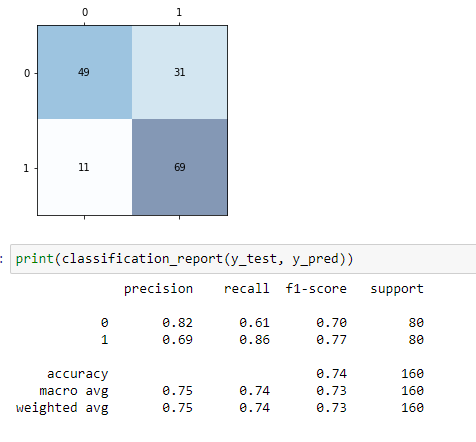 0 1
0 49 31
1 11 69
: print(classification_report(y_test, y_pred))
precision recall f1-score support
0 0.82 0.61 0.70 80
1 0.69 0.86 0.77 80
accuracy 0.74 160
macro avg 0.75 0.74 0.73 160
weighted avg 0.75 0.74 0.73 160